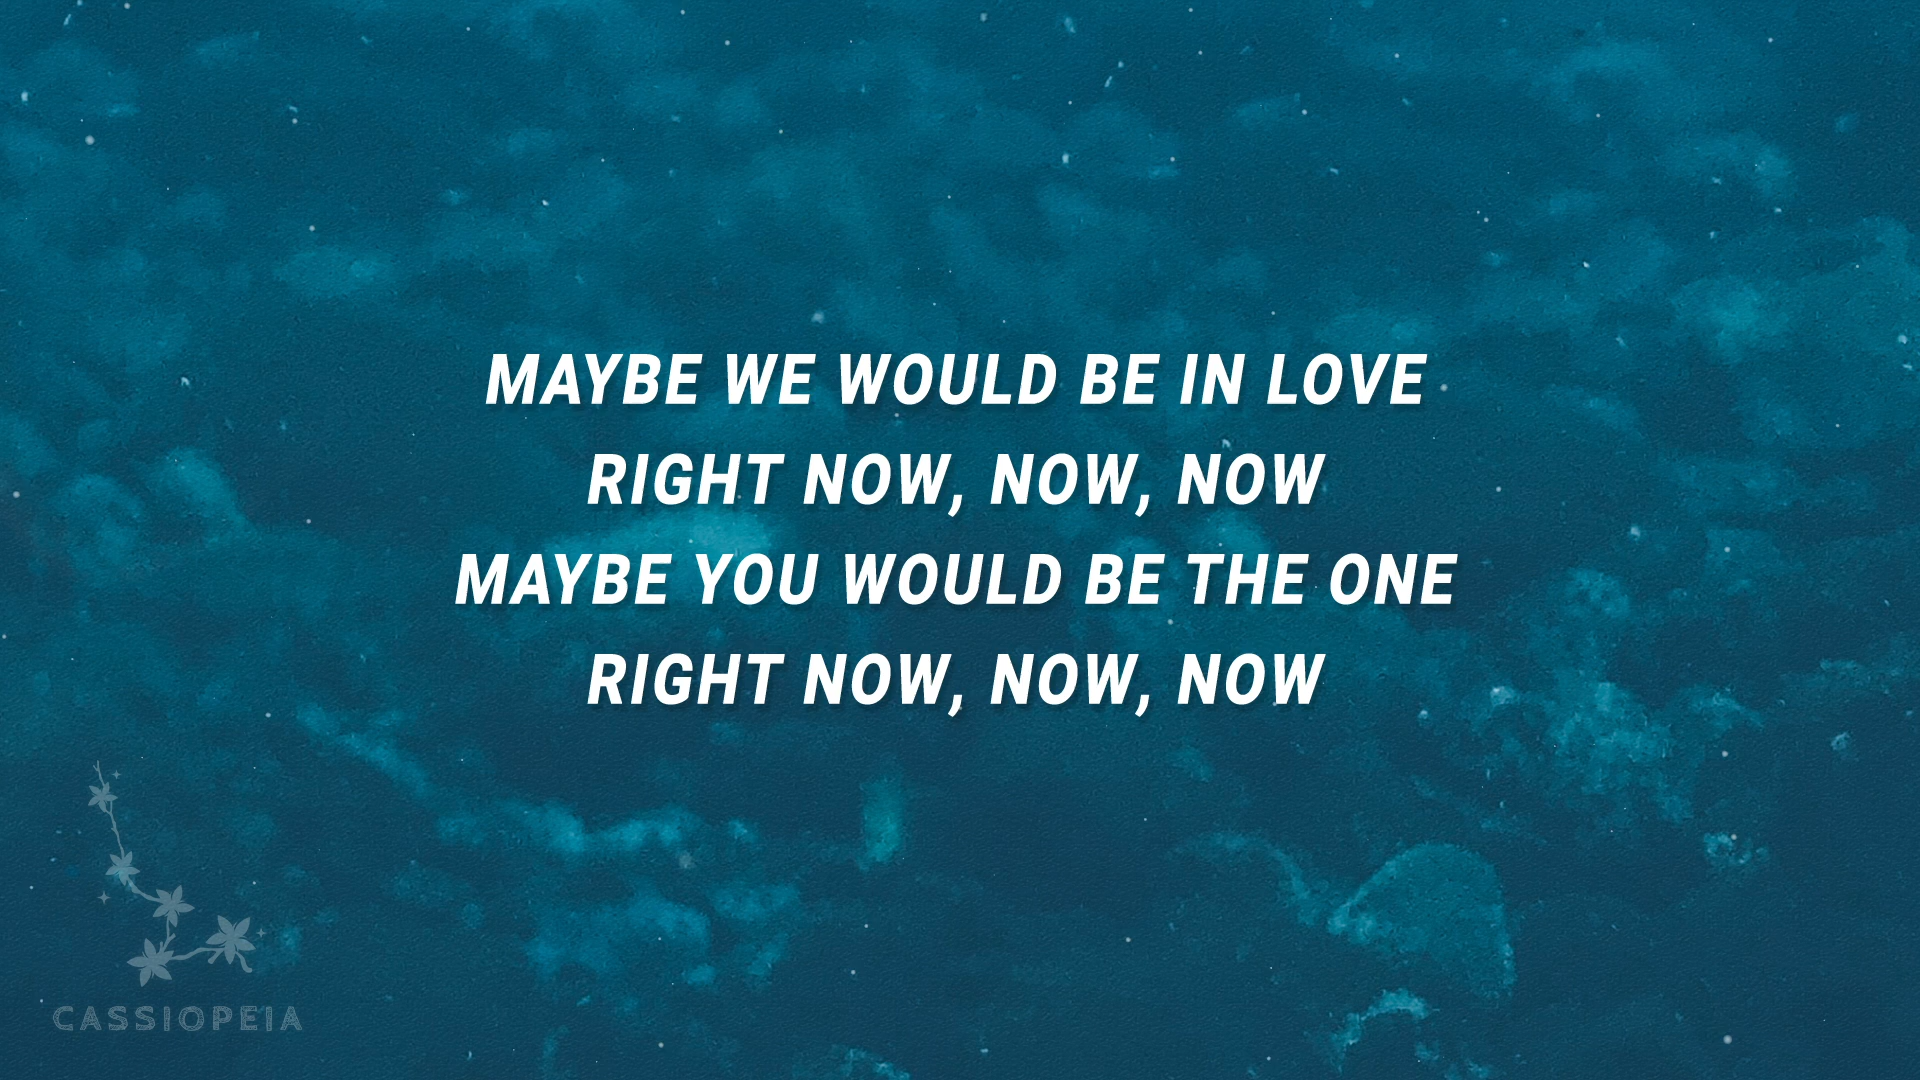 MAYBE WE WOULD BE IN LOVE
RIGHT NOW, NOW, NOW
MAYBE YOU WOULD BE THE ONE
RIGHT NOW, NOW, NOW
CASSIOPEIA